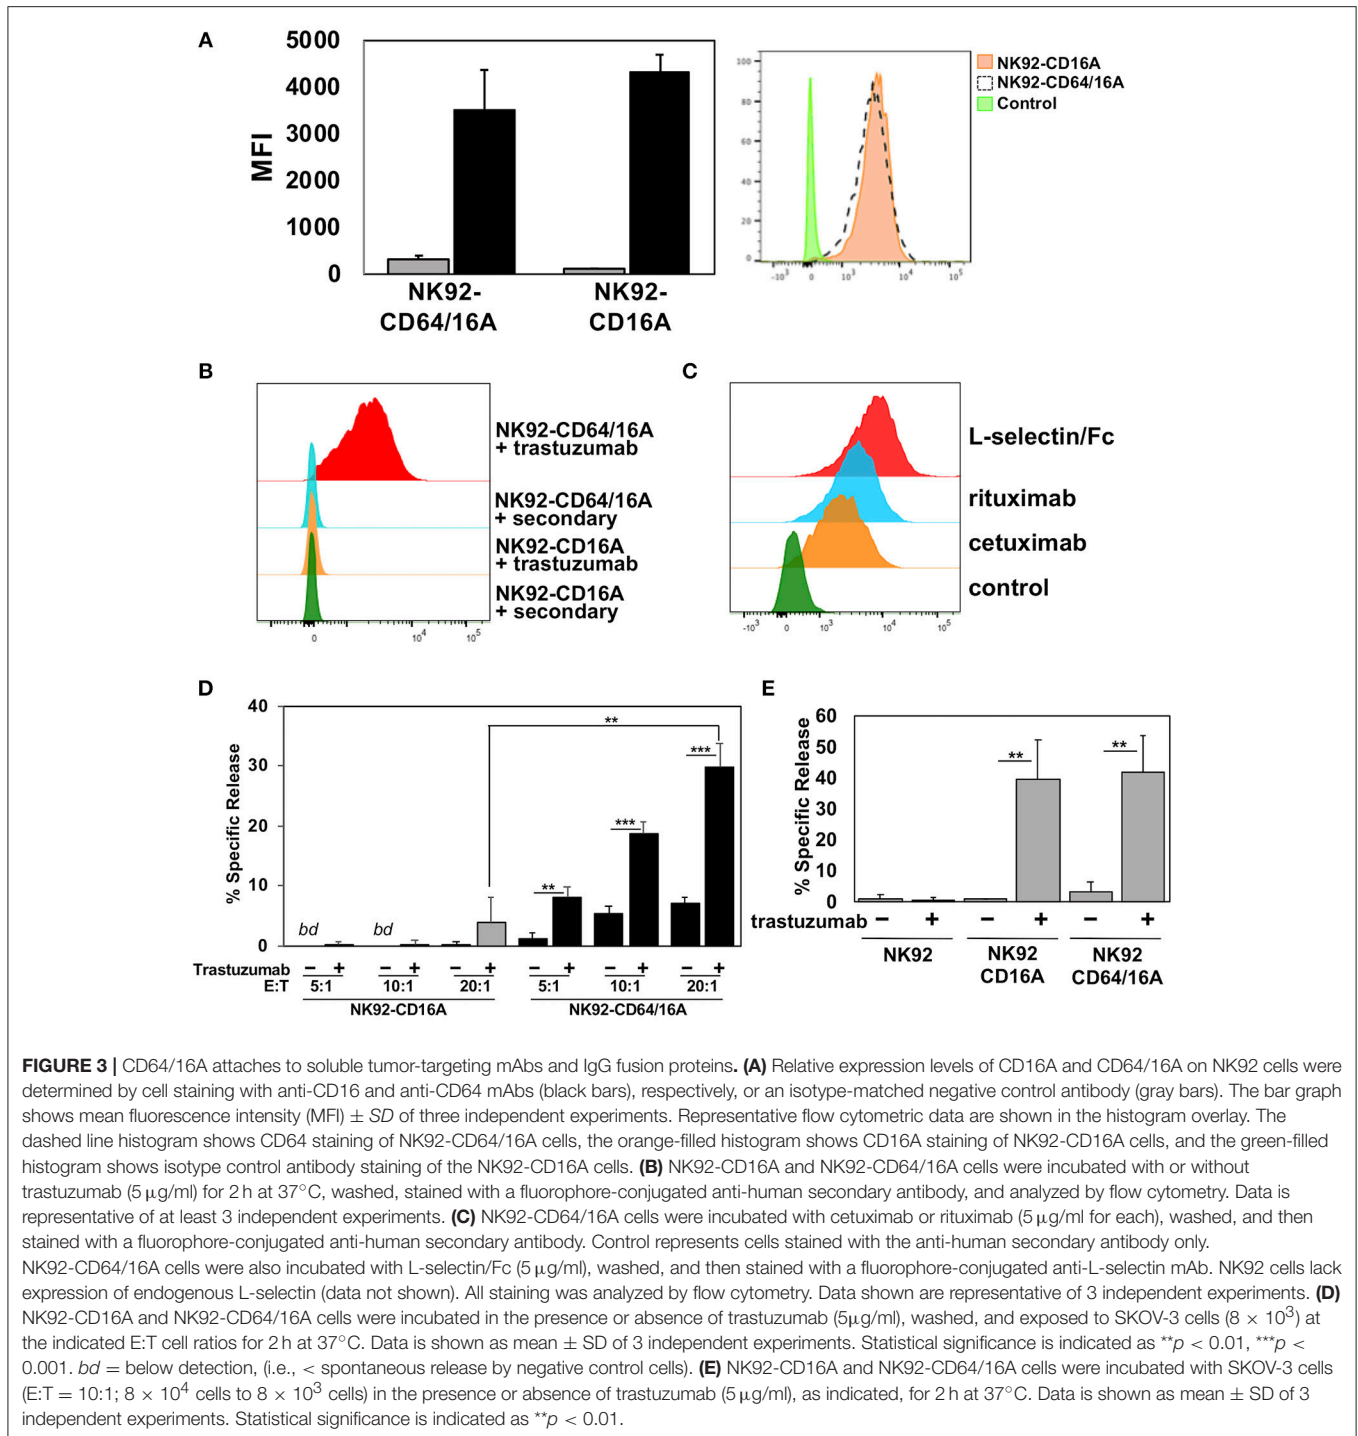 A
5000
4000
3000
2000
1000
0
MFI
NK92-
CD64/16A
NK92-
CD16A
100
80
60
40
20
0
-10³ 0 10³ 10⁴ 10⁵
NK92-CD16A
NK92-CD64/16A
Control
B
NK92-CD64/16A
+ trastuzumab
NK92-CD64/16A
+ secondary
NK92-CD16A
+ trastuzumab
NK92-CD16A
+ secondary
0 10⁴ 10⁵
C
L-selectin/Fc
rituximab
cetuximab
control
-10³ 0 10³ 10⁴ 10⁵
D
40
30
20
10
0
% Specific Release
bd bd ** *** *** **
Trastuzumab − + − + − + − + − + − +
E:T 5:1 10:1 20:1 5:1 10:1 20:1
NK92-CD16A NK92-CD64/16A
E
60
50
40
30
20
10
0
% Specific Release
** **
trastuzumab − + − + − +
NK92 NK92 NK92
CD16A CD64/16A
FIGURE 3 | CD64/16A attaches to soluble tumor-targeting mAbs and IgG fusion proteins. (A) Relative expression levels of CD16A and CD64/16A on NK92 cells were
determined by cell staining with anti-CD16 and anti-CD64 mAbs (black bars), respectively, or an isotype-matched negative control antibody (gray bars). The bar graph
shows mean fluorescence intensity (MFI) ± SD of three independent experiments. Representative flow cytometric data are shown in the histogram overlay. The
dashed line histogram shows CD64 staining of NK92-CD64/16A cells, the orange-filled histogram shows CD16A staining of NK92-CD16A cells, and the green-filled
histogram shows isotype control antibody staining of the NK92-CD16A cells. (B) NK92-CD16A and NK92-CD64/16A cells were incubated with or without
trastuzumab (5 μg/ml) for 2 h at 37°C, washed, stained with a fluorophore-conjugated anti-human secondary antibody, and analyzed by flow cytometry. Data is
representative of at least 3 independent experiments. (C) NK92-CD64/16A cells were incubated with cetuximab or rituximab (5 μg/ml for each), washed, and then
stained with a fluorophore-conjugated anti-human secondary antibody. Control represents cells stained with the anti-human secondary antibody only.
NK92-CD64/16A cells were also incubated with L-selectin/Fc (5 μg/ml), washed, and then stained with a fluorophore-conjugated anti-L-selectin mAb. NK92 cells lack
expression of endogenous L-selectin (data not shown). All staining was analyzed by flow cytometry. Data shown are representative of 3 independent experiments. (D)
NK92-CD16A and NK92-CD64/16A cells were incubated in the presence or absence of trastuzumab (5μg/ml), washed, and exposed to SKOV-3 cells (8 × 10³) at
the indicated E:T cell ratios for 2 h at 37°C. Data is shown as mean ± SD of 3 independent experiments. Statistical significance is indicated as **p < 0.01, ***p <
0.001. bd = below detection, (i.e., < spontaneous release by negative control cells). (E) NK92-CD16A and NK92-CD64/16A cells were incubated with SKOV-3 cells
(E:T = 10:1; 8 × 10⁴ cells to 8 × 10³ cells) in the presence or absence of trastuzumab (5 μg/ml), as indicated, for 2 h at 37°C. Data is shown as mean ± SD of 3
independent experiments. Statistical significance is indicated as **p < 0.01.